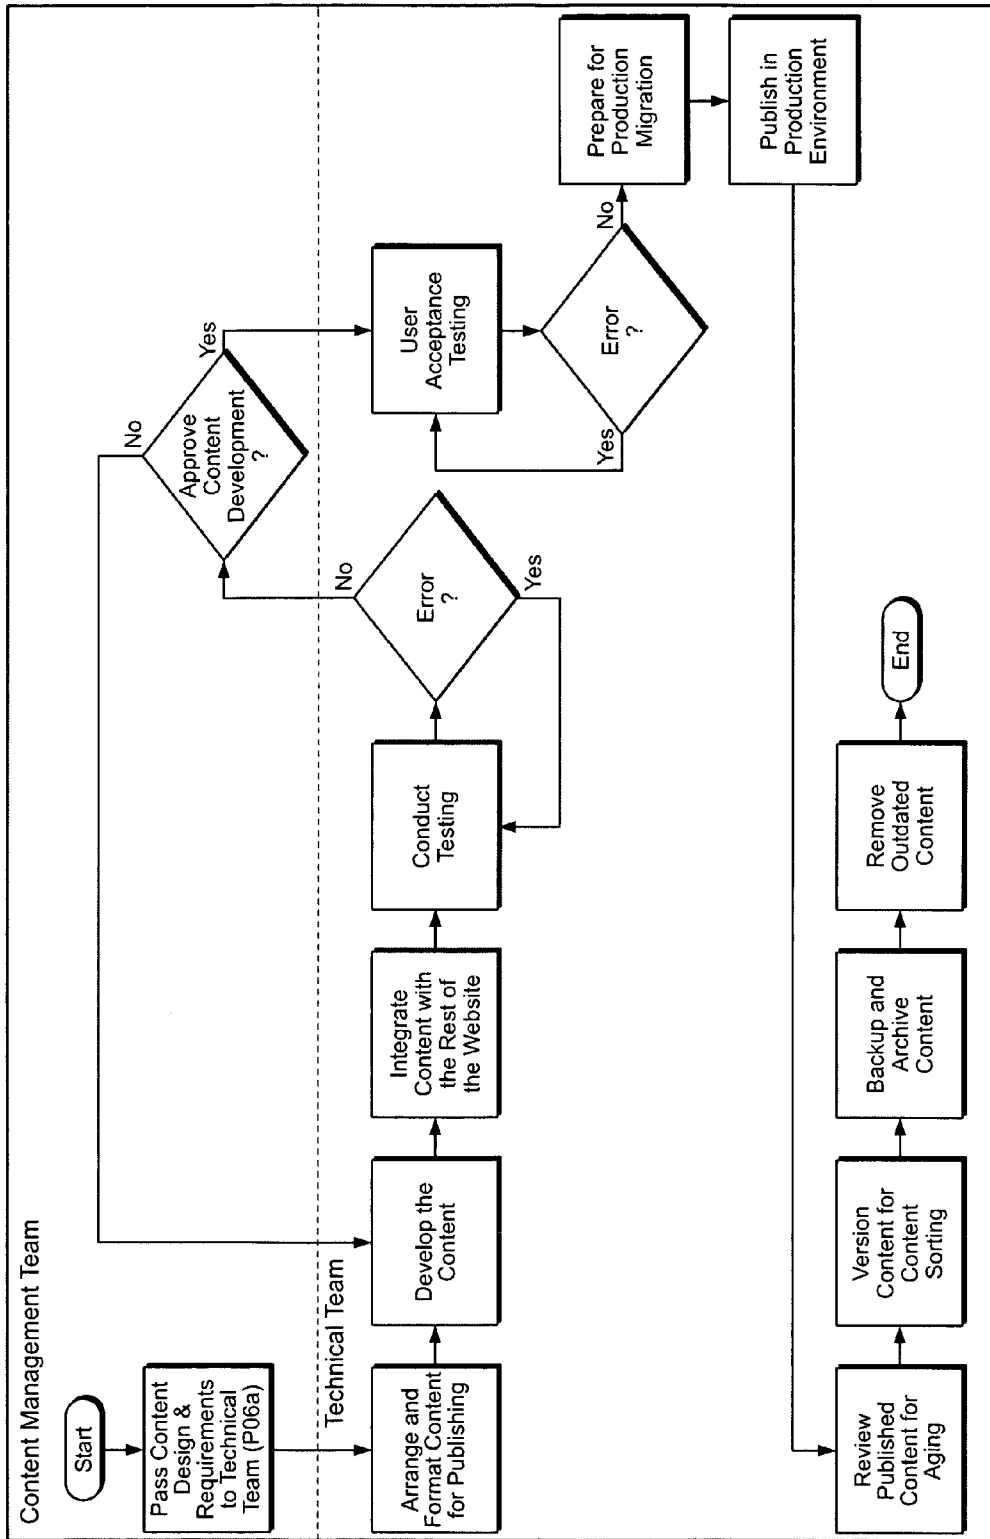 Content Management Team
Start
Pass Content
Design &
Requirements
to Technical
Team (P06a)
Technical Team
Arrange and
Format Content
for Publishing
Develop the
Content
Integrate
Content with
the Rest of
the Website
Conduct
Testing
Error
?
No
Yes
Approve
Content
Development
?
No
Yes
User
Acceptance
Testing
Error
?
Yes
No
Prepare for
Production
Migration
Publish in
Production
Environment
Review
Published
Content for
Aging
Version
Content for
Content
Sorting
Backup and
Archive
Content
Remove
Outdated
Content
End